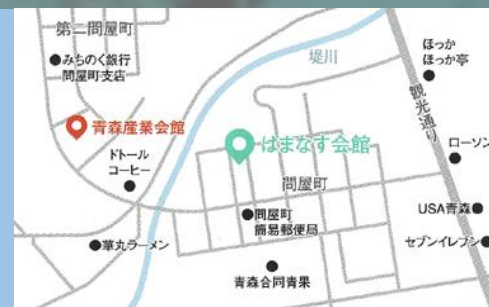 第二問屋町
みちのく銀行
問屋町支店
青森産業会館
ドトール
コーヒー
華丸ラーメン
堤川
はまなす会館
問屋町
問屋町
簡易郵便局
青森合同青果
ほっか
ほっか亭
観光通り
ローソン
USA青森
セブンイレブン